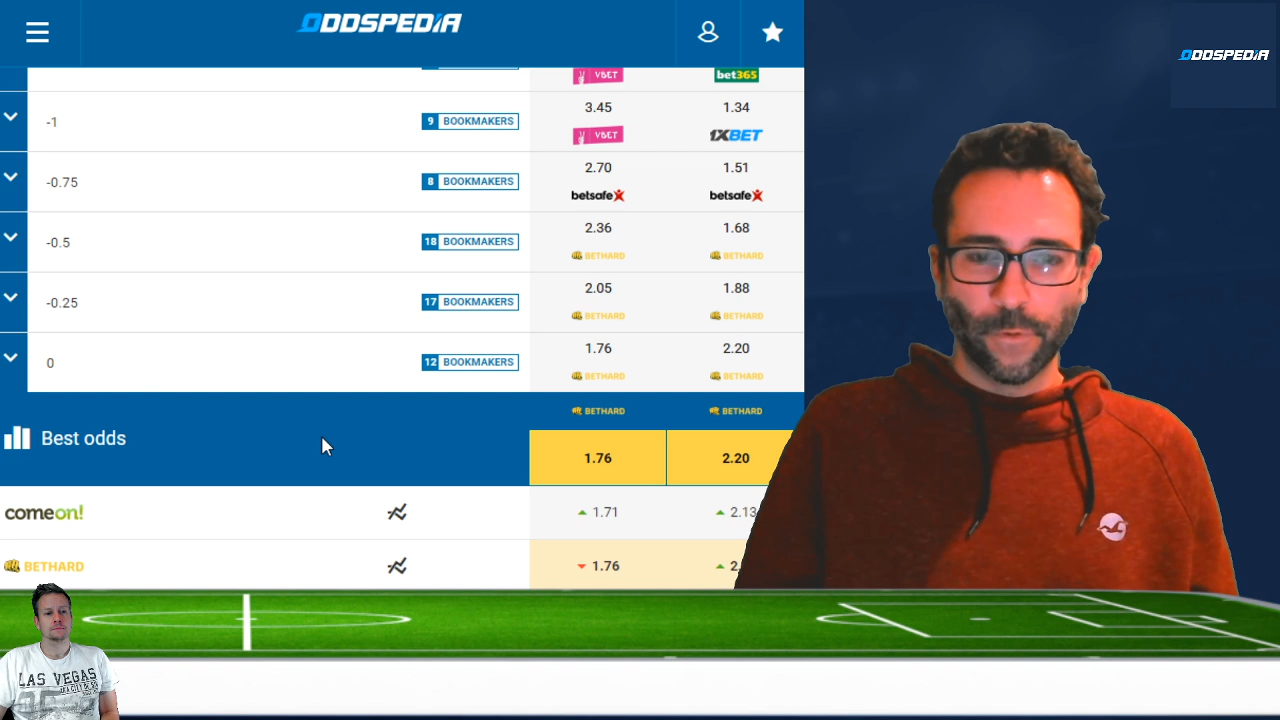 ODDSPEDIA
ODDSPEDIA
VBET bet365
-1 9 BOOKMAKERS 3.45 1.34
VBET 1XBET
-0.75 8 BOOKMAKERS 2.70 1.51
betsafe betsafe
-0.5 18 BOOKMAKERS 2.36 1.68
BETHARD BETHARD
-0.25 17 BOOKMAKERS 2.05 1.88
BETHARD BETHARD
0 12 BOOKMAKERS 1.76 2.20
BETHARD BETHARD
BETHARD BETHARD
Best odds 1.76 2.20
comeon! 1.71 2.13
BETHARD 1.76
LAS VEGAS